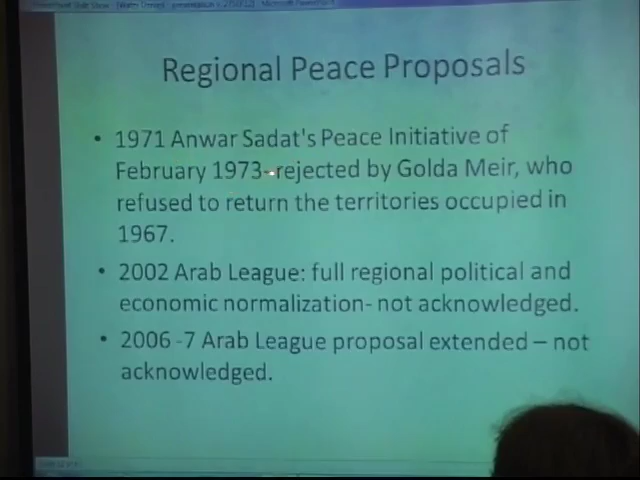 Regional Peace Proposals
• 1971 Anwar Sadat's Peace Initiative of
February 1973--rejected by Golda Meir, who
refused to return the territories occupied in
1967.
• 2002 Arab League: full regional political and
economic normalization- not acknowledged.
• 2006 -7 Arab League proposal extended – not
acknowledged.